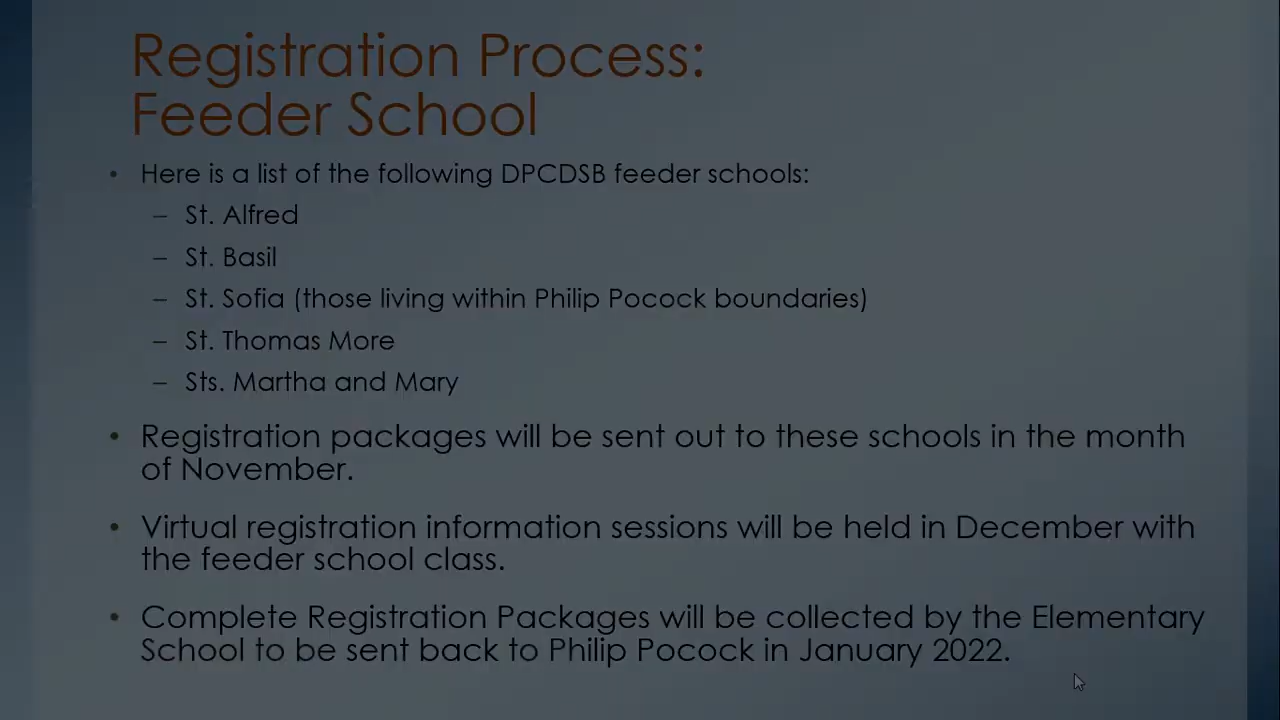 Registration Process:
Feeder School
• Here is a list of the following DPCDSB feeder schools:
– St. Alfred
– St. Basil
– St. Sofia (those living within Philip Pocock boundaries)
– St. Thomas More
– Sts. Martha and Mary
• Registration packages will be sent out to these schools in the month
of November.
• Virtual registration information sessions will be held in December with
the feeder school class.
• Complete Registration Packages will be collected by the Elementary
School to be sent back to Philip Pocock in January 2022.